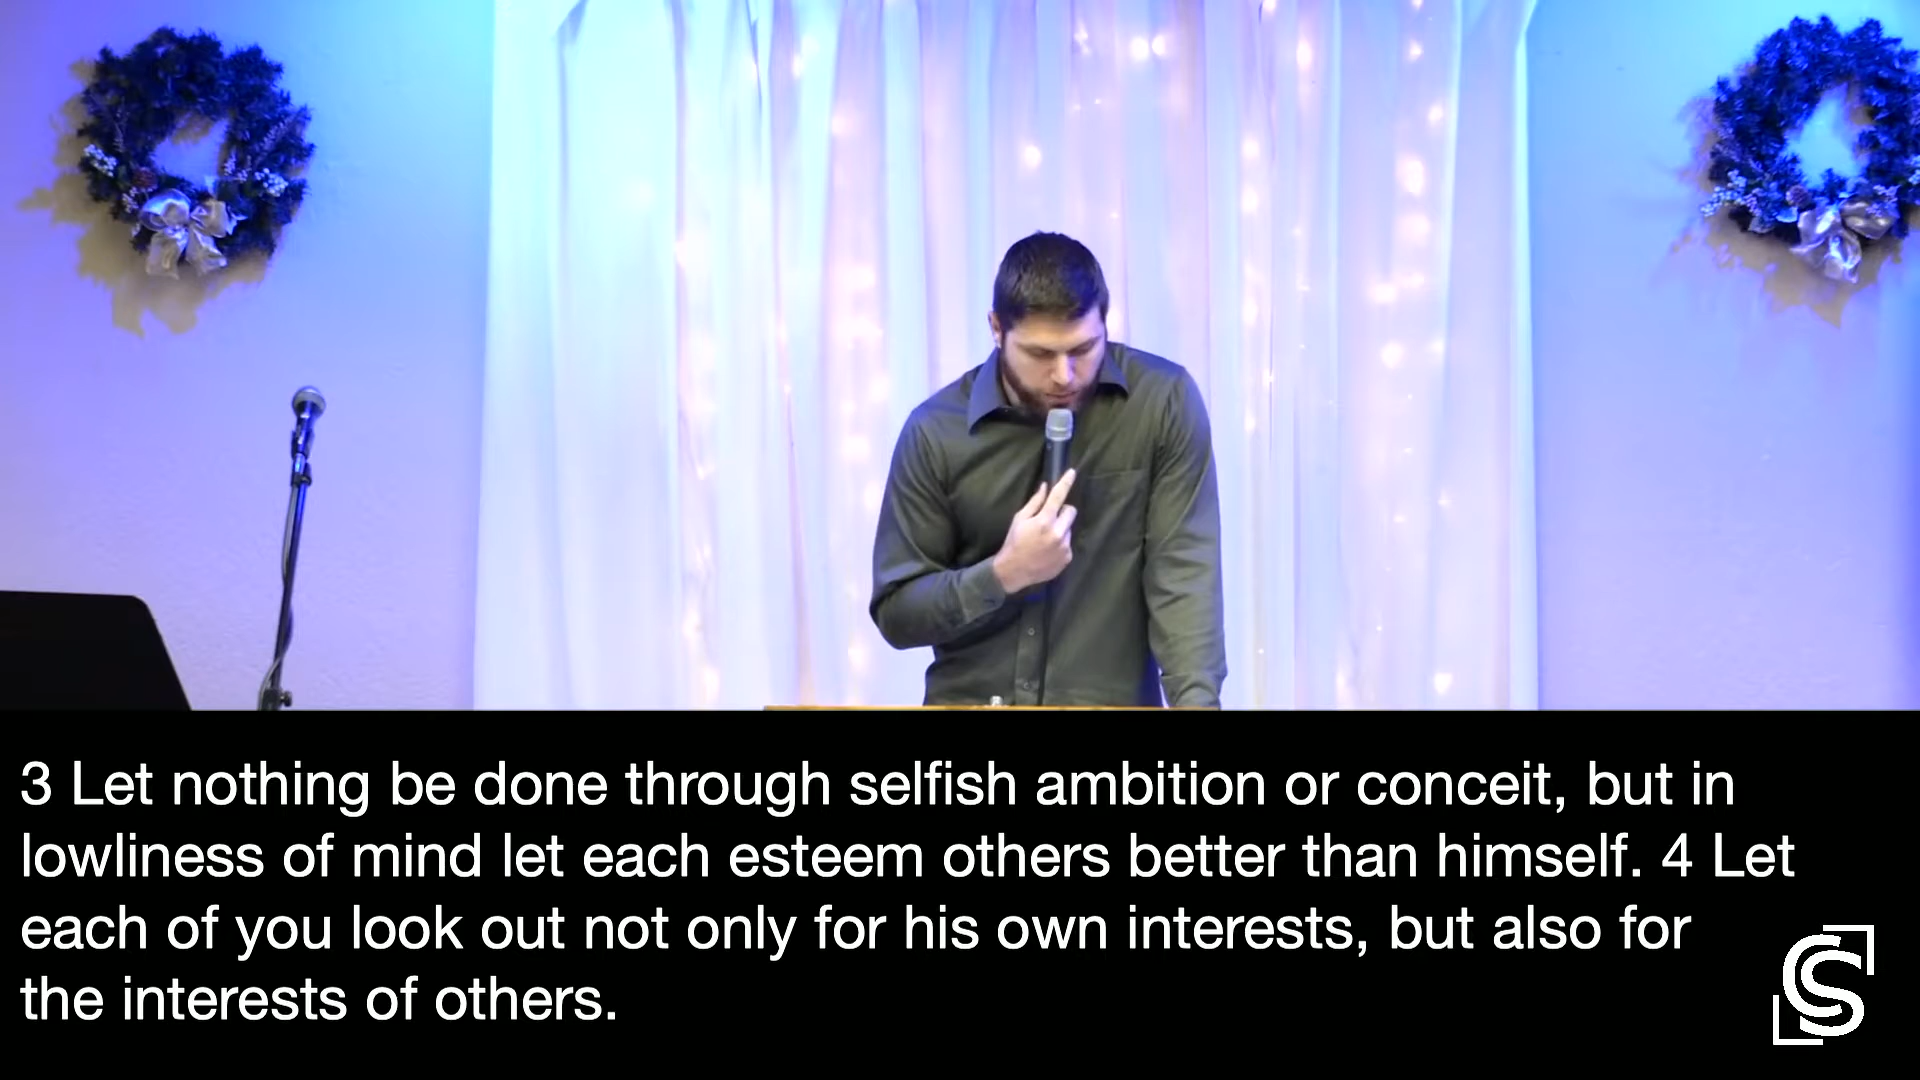 3 Let nothing be done through selfish ambition or conceit, but in
lowliness of mind let each esteem others better than himself. 4 Let
each of you look out not only for his own interests, but also for
the interests of others.
CS